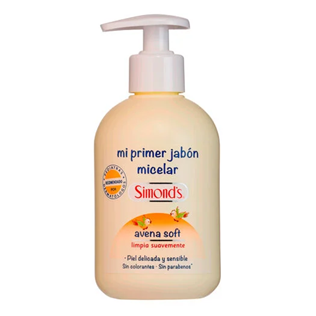 mi primer jabón
micelar
Simond's
avena soft
limpia suavemente
· Piel delicada y sensible
Sin colorantes · Sin parabenos*